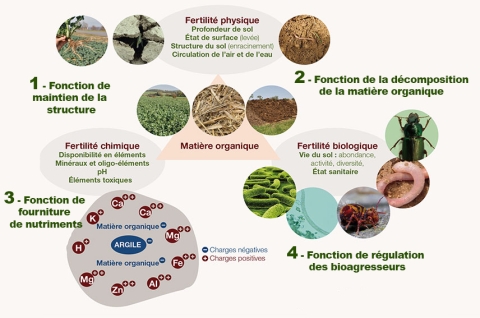 Fertilité physique
Profondeur de sol
État de surface (levée)
Structure du sol (enracinement)
Circulation de l'air et de l'eau
1 - Fonction de
maintien de la
structure
2 - Fonction de la décomposition
de la matière organique
Fertilité chimique
Disponibilité en éléments
Minéraux et oligo-éléments
pH
Éléments toxiques
Matière organique
Fertilité biologique
Vie du sol : abondance,
activité, diversité.
État sanitaire
3 - Fonction de
fourniture
de nutriments
Ca++
Ca++
K+
Matière organique-
Mg++
H+
ARGILE-
- Charges négatives
+ Charges positives
Matière organique-
Fe++
Mg++
Zn++
Al++
4 - Fonction de régulation
des bioagresseurs